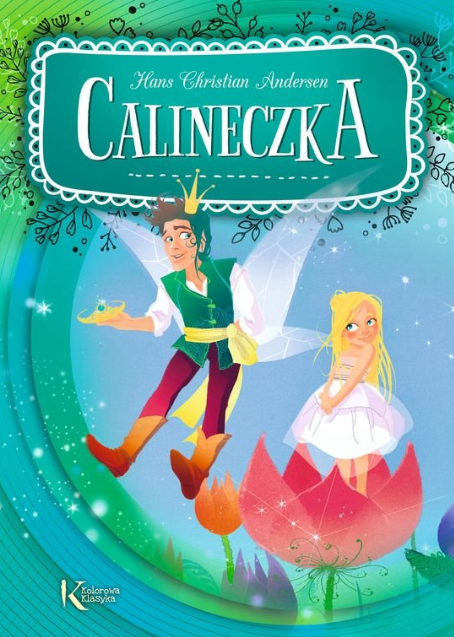 Hans Christian Andersen
CALINECZKA
Kolorowa
Klasyka